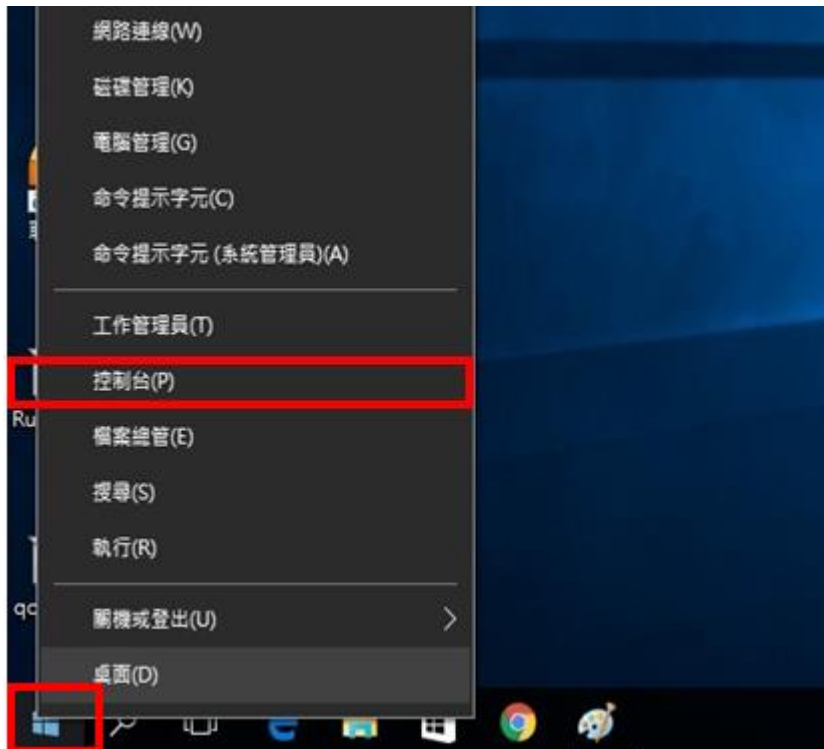 網路連線(W)
磁碟管理(K)
電腦管理(G)
命令提示字元(C)
命令提示字元 (系統管理員)(A)
工作管理員(T)
控制台(P)
Ru
檔案總管(E)
搜尋(S)
執行(R)
qc
關機或登出(U)
桌面(D)